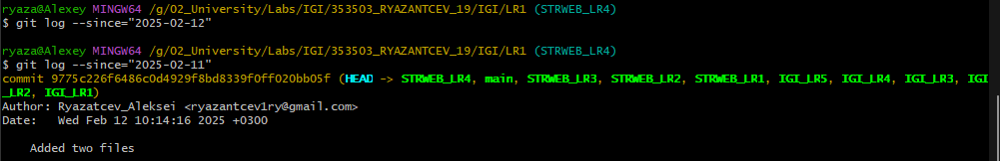 ryaza@Alexey MINGW64 /g/02_University/Labs/IGI/353503_RYAZANTCEV_19/IGI/LR1 (STRWEB_LR4)
$ git log --since="2025-02-12"
ryaza@Alexey MINGW64 /g/02_University/Labs/IGI/353503_RYAZANTCEV_19/IGI/LR1 (STRWEB_LR4)
$ git log --since="2025-02-11"
commit 9775c226f6486c0d4929f8bd8339f0ff020bb05f (HEAD -> STRWEB_LR4, main, STRWEB_LR3, STRWEB_LR2, STRWEB_LR1, IGI_LR5, IGI_LR4, IGI_LR3, IGI
_LR2, IGI_LR1)
Author: Ryazatcev_Aleksei <ryazantcev1ry@gmail.com>
Date:   Wed Feb 12 10:14:16 2025 +0300
    Added two files